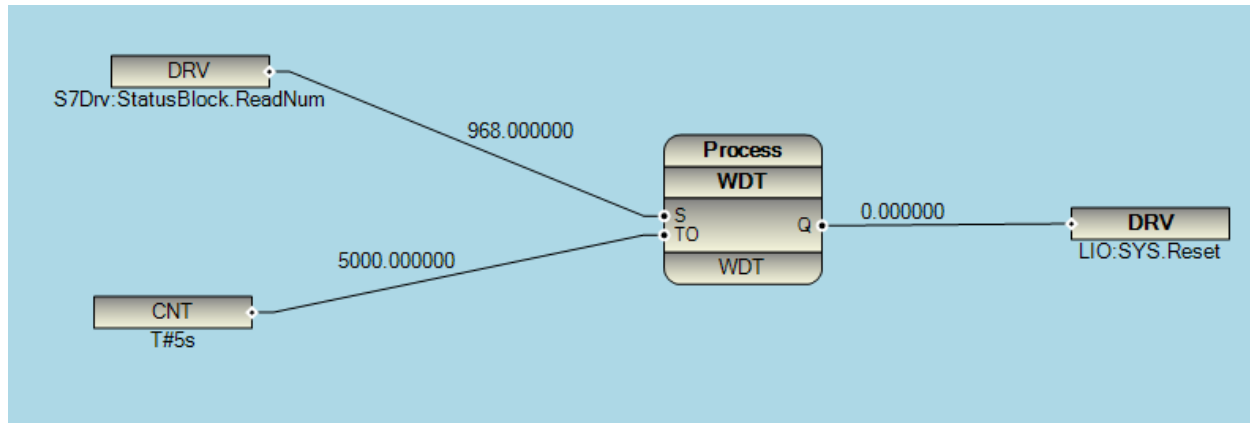 DRV
S7Drv:StatusBlock.ReadNum
968.000000
Process
WDT
S
TO
Q
WDT
0.000000
DRV
LIO:SYS.Reset
5000.000000
CNT
T#5s